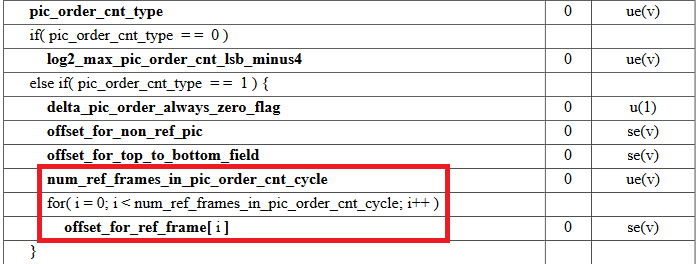 pic_order_cnt_type 0 ue(v)
if( pic_order_cnt_type = = 0 )
log2_max_pic_order_cnt_lsb_minus4 0 ue(v)
else if( pic_order_cnt_type = = 1 ) {
delta_pic_order_always_zero_flag 0 u(1)
offset_for_non_ref_pic 0 se(v)
offset_for_top_to_bottom_field 0 se(v)
num_ref_frames_in_pic_order_cnt_cycle 0 ue(v)
for( i = 0; i < num_ref_frames_in_pic_order_cnt_cycle; i++ )
offset_for_ref_frame[ i ] 0 se(v)
}